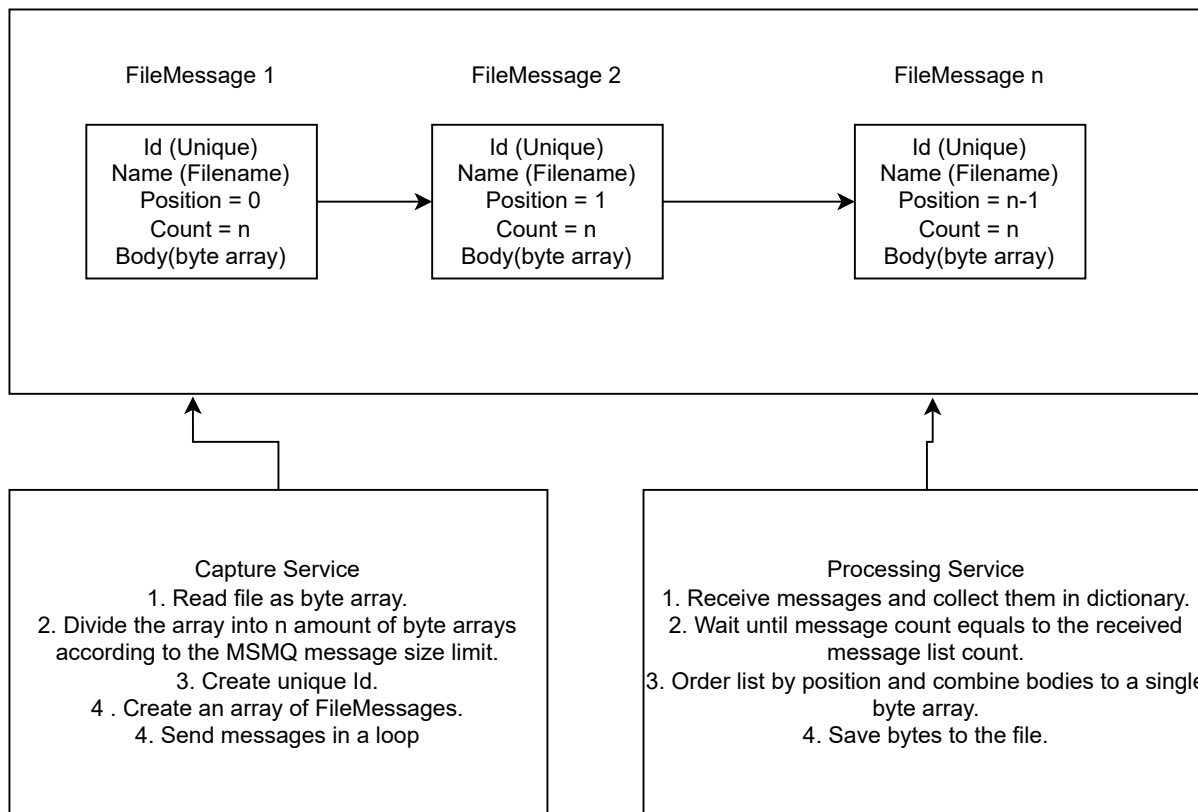 FileMessage 1
FileMessage 2
FileMessage n
Id (Unique)
Name (Filename)
Position = 0
Count = n
Body(byte array)
Id (Unique)
Name (Filename)
Position = 1
Count = n
Body(byte array)
Id (Unique)
Name (Filename)
Position = n-1
Count = n
Body(byte array)
Capture Service
1. Read file as byte array.
2. Divide the array into n amount of byte arrays
according to the MSMQ message size limit.
3. Create unique Id.
4 . Create an array of FileMessages.
4. Send messages in a loop
Processing Service
1. Receive messages and collect them in dictionary.
2. Wait until message count equals to the received
message list count.
3. Order list by position and combine bodies to a single
byte array.
4. Save bytes to the file.